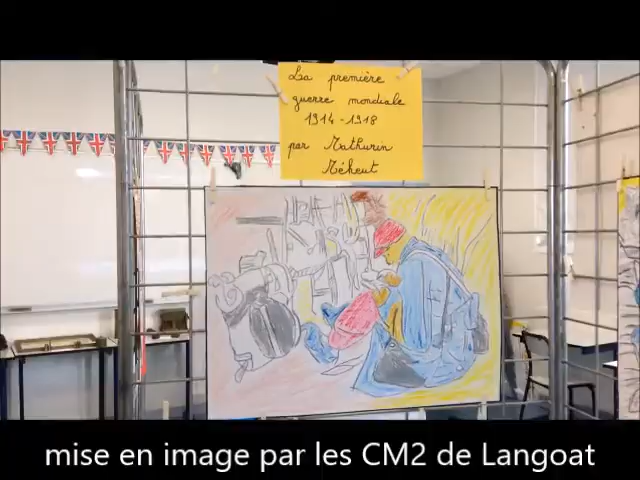 La première
guerre mondiale
1914-1918
par Mathurin
Méheut
mise en image par les CM2 de Langoat